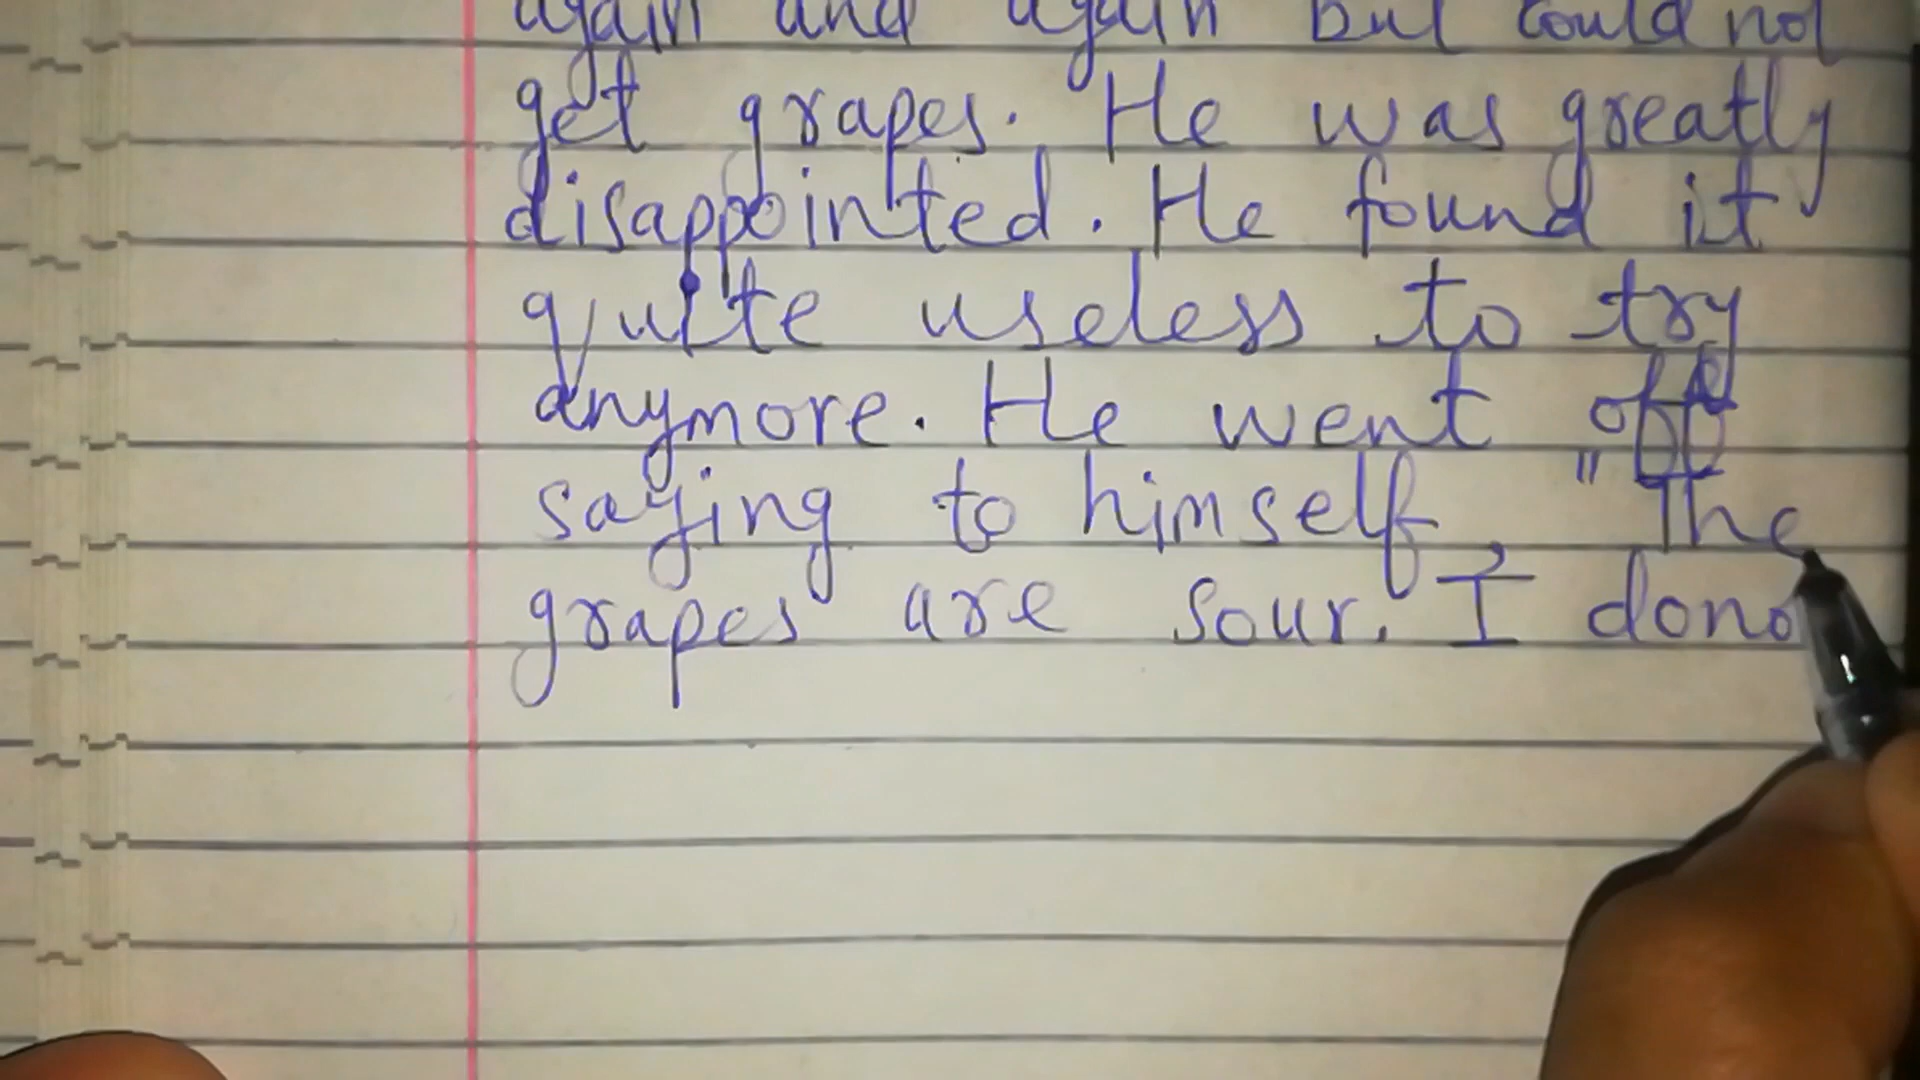 again and again but could not
get grapes. He was greatly
disappointed. He found it
quite useless to try
anymore. He went off
saying to himself, "The
grapes are sour. I dono